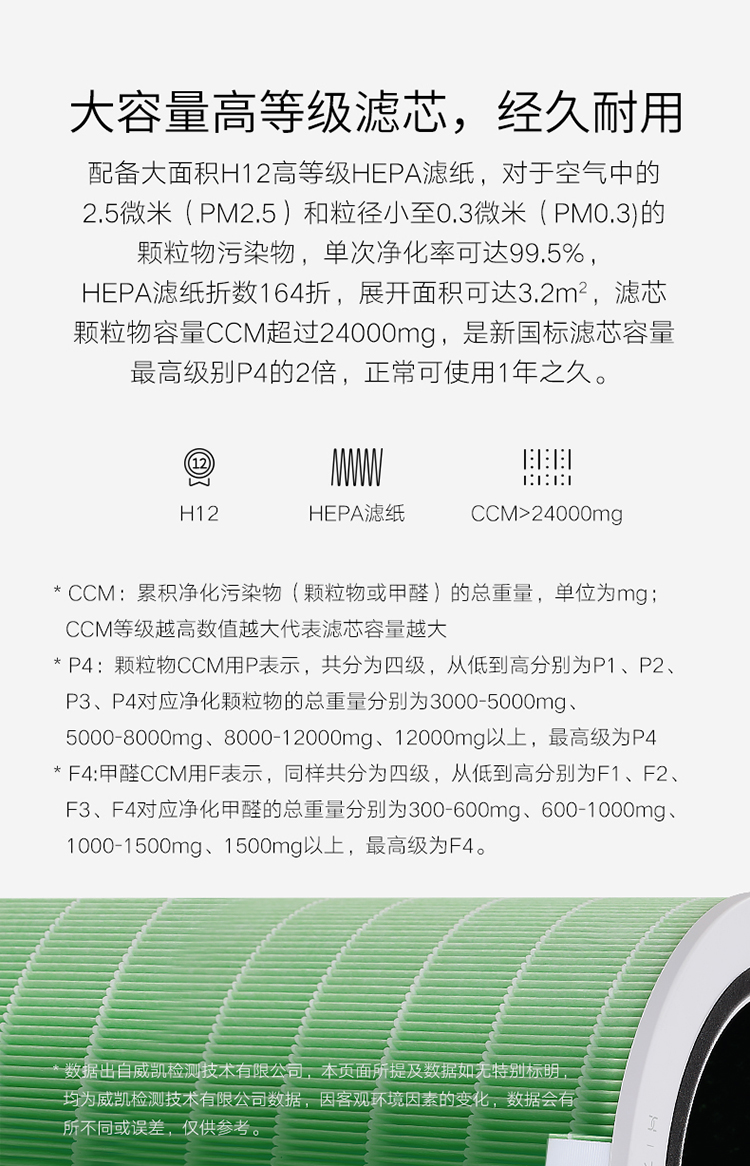 大容量高等级滤芯，经久耐用
配备大面积H12高等级HEPA滤纸，对于空气中的
2.5微米（PM2.5）和粒径小至0.3微米（PM0.3)的
颗粒物污染物，单次净化率可达99.5%，
HEPA滤纸折数164折，展开面积可达3.2m²，滤芯
颗粒物容量CCM超过24000mg，是新国标滤芯容量
最高级别P4的2倍，正常可使用1年之久。
12
H12
HEPA滤纸
CCM>24000mg
* CCM：累积净化污染物（颗粒物或甲醛）的总重量，单位为mg；
CCM等级越高数值越大代表滤芯容量越大
* P4：颗粒物CCM用P表示，共分为四级，从低到高分别为P1、P2、
P3、P4对应净化颗粒物的总重量分别为3000-5000mg、
5000-8000mg、8000-12000mg、12000mg以上，最高级为P4
* F4:甲醛CCM用F表示，同样共分为四级，从低到高分别为F1、F2、
F3、F4对应净化甲醛的总重量分别为300-600mg、600-1000mg、
1000-1500mg、1500mg以上，最高级为F4。
* 数据出自威凯检测技术有限公司，本页面所提及数据如无特别标明，
均为威凯检测技术有限公司数据，因客观环境因素的变化，数据会有
所不同或误差，仅供参考。